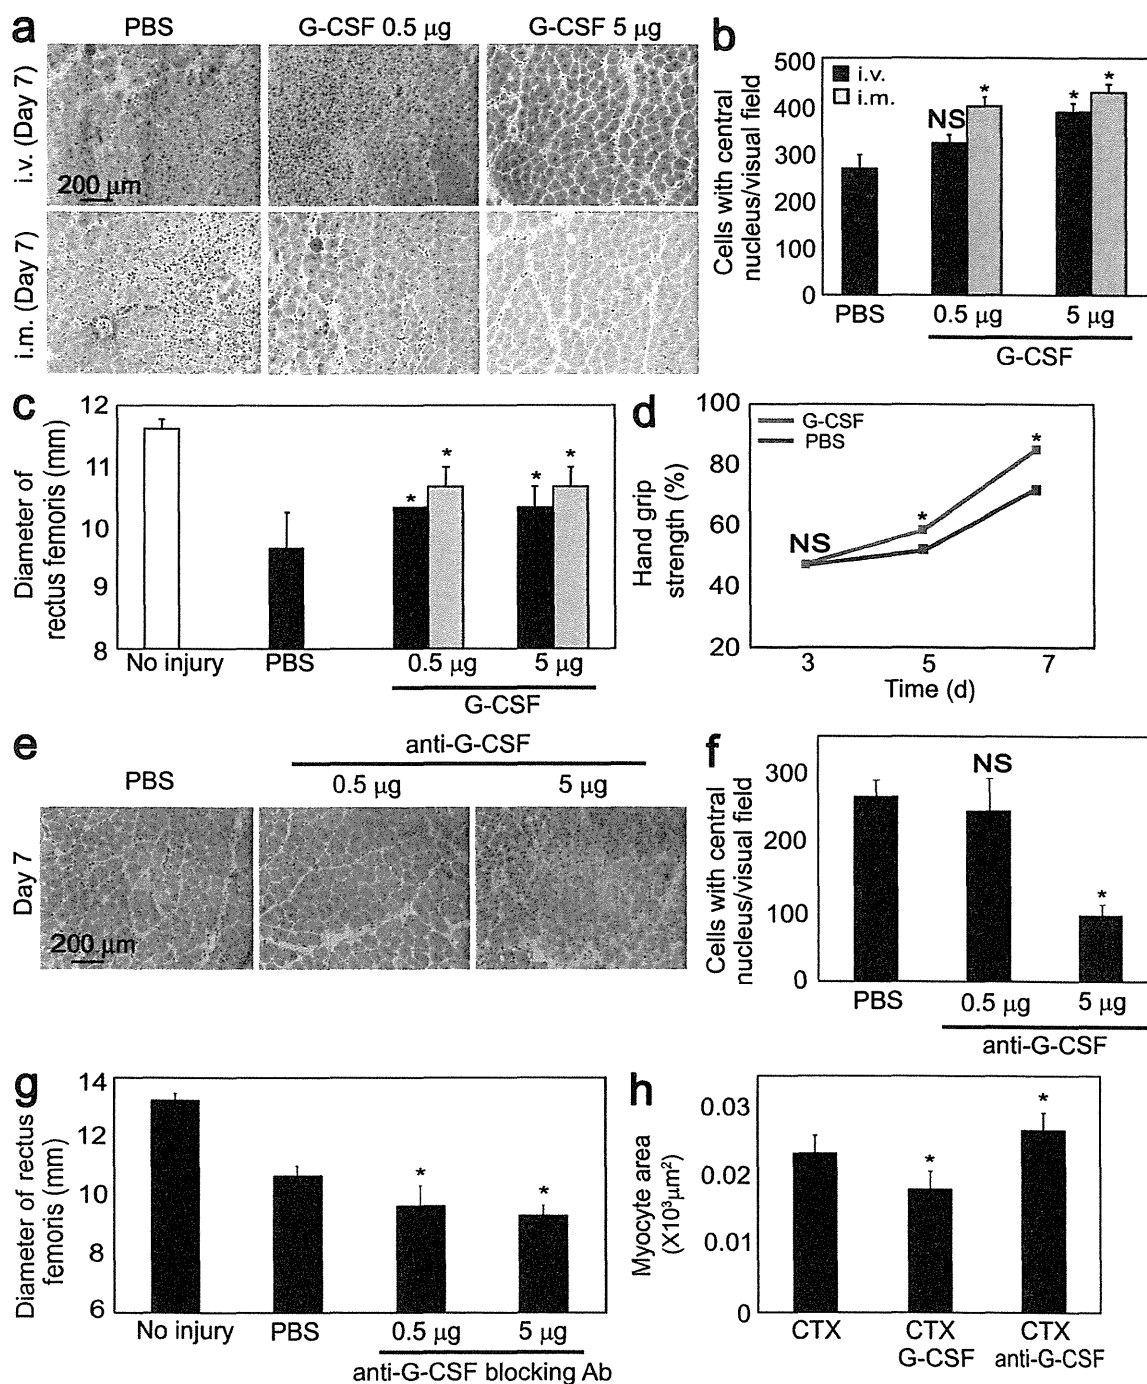 a
PBS
G-CSF 0.5 µg
G-CSF 5 µg
i.v. (Day 7)
200 µm
i.m. (Day 7)
b
Cells with central
nucleus/visual field
500
400
300
200
100
0
i.v.
i.m.
NS
*
*
*
PBS
0.5 µg
5 µg
G-CSF
c
Diameter of
rectus femoris (mm)
12
11
10
9
8
*
*
*
*
No injury
PBS
0.5 µg
5 µg
G-CSF
d
Hand grip
strength (%)
100
80
60
40
20
G-CSF
PBS
NS
*
*
3
5
7
Time (d)
e
anti-G-CSF
PBS
0.5 µg
5 µg
Day 7
200 µm
f
Cells with central
nucleus/visual field
300
200
100
0
NS
*
PBS
0.5 µg
5 µg
anti-G-CSF
g
Diameter of rectus
femoris (mm)
14
12
10
8
6
*
*
No injury
PBS
0.5 µg
5 µg
anti-G-CSF blocking Ab
h
Myocyte area
(X10³µm²)
0.03
0.02
0.01
0
*
*
CTX
CTX
G-CSF
CTX
anti-G-CSF